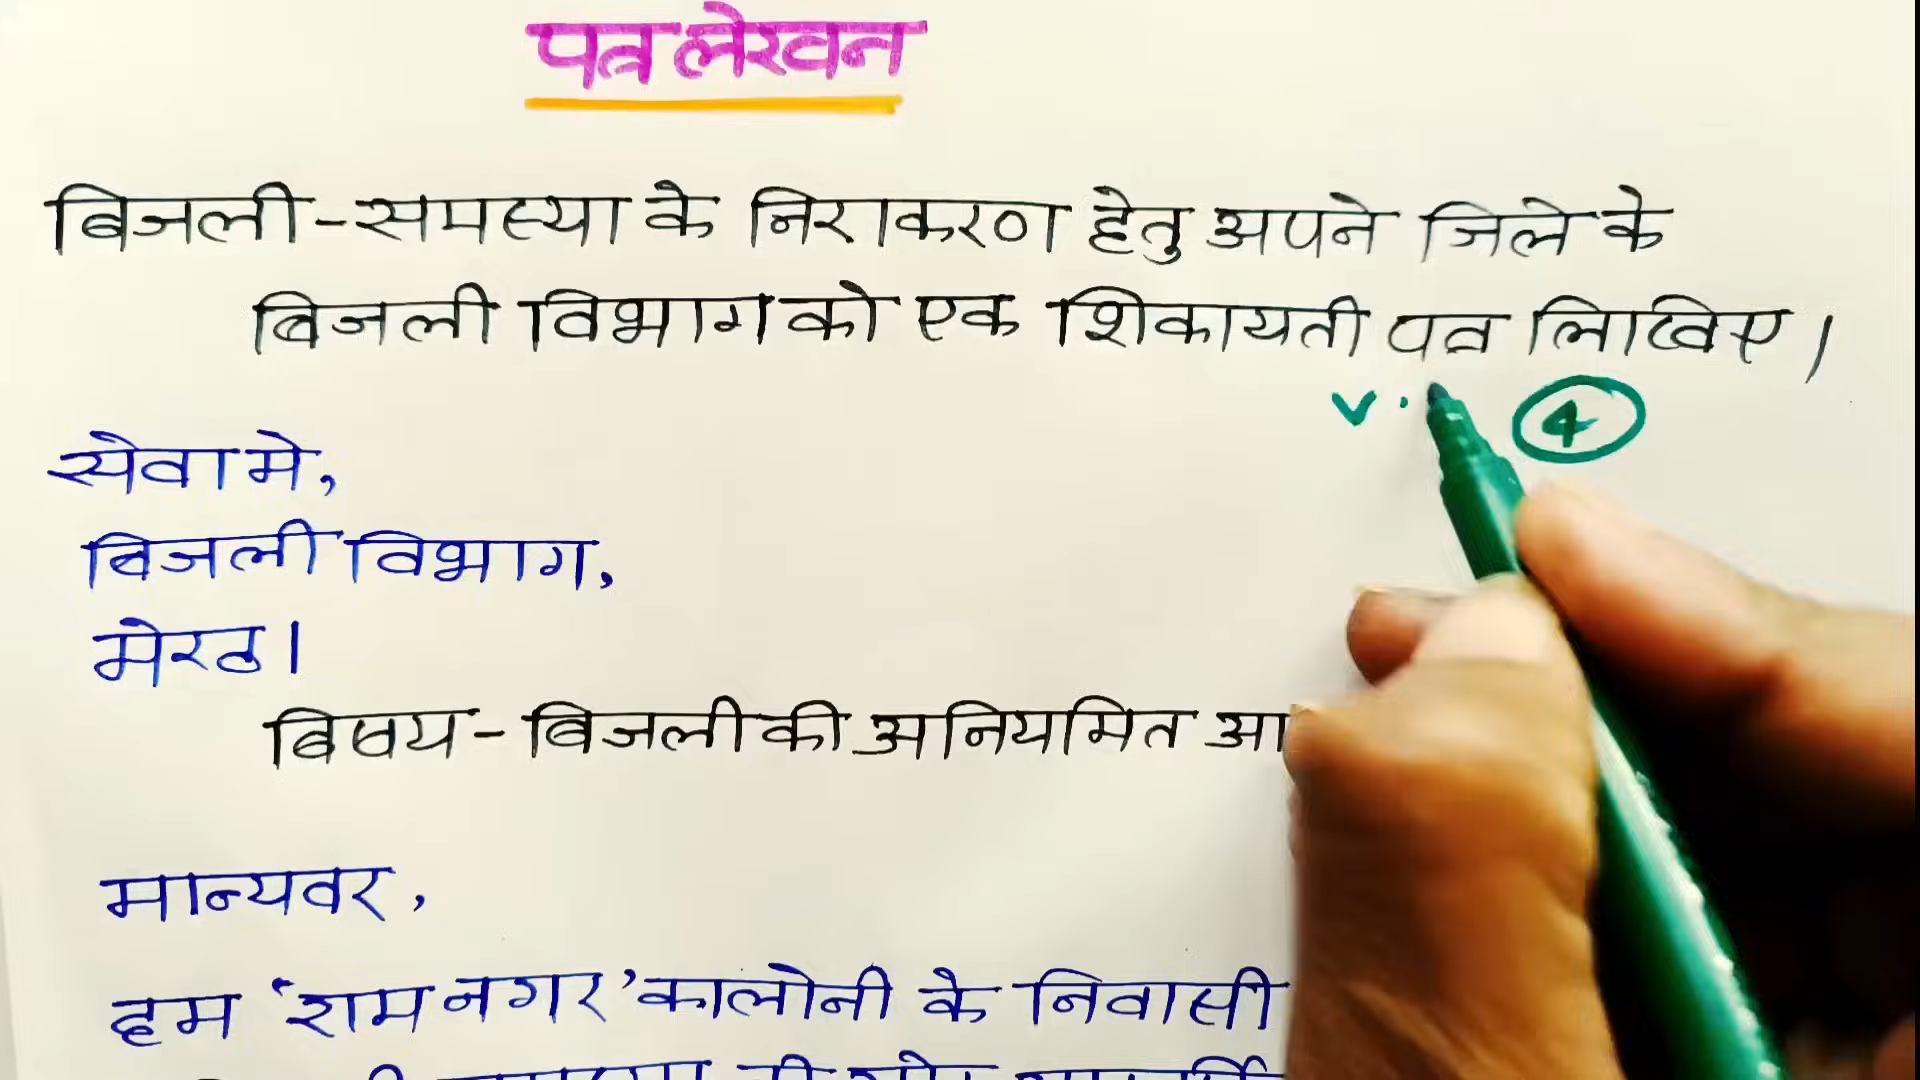 पत्र लेखन
बिजली-समस्या के निराकरण हेतु अपने जिले के
बिजली विभाग को एक शिकायती पत्र लिखिए।
v. 4
सेवा मे,
बिजली विभाग,
मेरठ।
बिषय - बिजली की अनियमित
मान्यवर,
हम 'रामनगर' कालोनी के निवासी